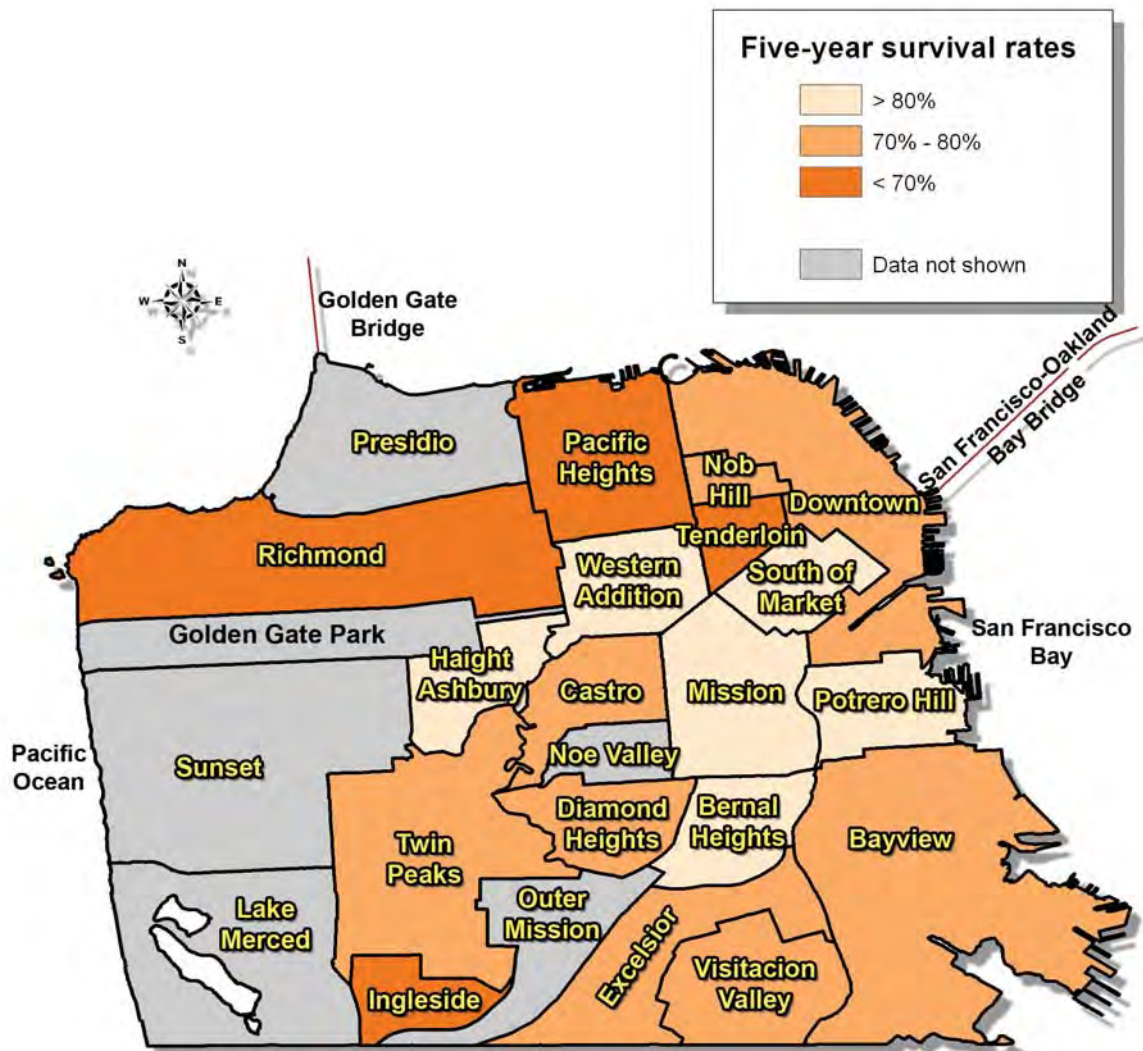 Five-year survival rates
> 80%
70% - 80%
< 70%
Data not shown
N
W
E
S
Golden Gate
Bridge
San Francisco-Oakland
Bay Bridge
Presidio
Pacific
Heights
Nob
Hill
Downtown
Tenderloin
Richmond
Western
Addition
South of
Market
Golden Gate Park
San Francisco
Bay
Haight
Ashbury
Castro
Mission
Potrero Hill
Pacific
Ocean
Sunset
Noe Valley
Diamond
Heights
Bernal
Heights
Bayview
Twin
Peaks
Outer
Mission
Lake
Merced
Excelsior
Visitacion
Valley
Ingleside